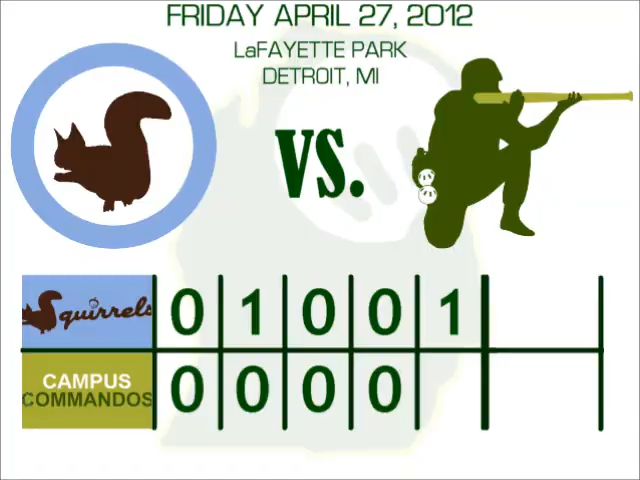 FRIDAY APRIL 27, 2012
LaFAYETTE PARK
DETROIT, MI
VS.
Squirrels 0 1 0 0 1
CAMPUS
COMMANDOS 0 0 0 0